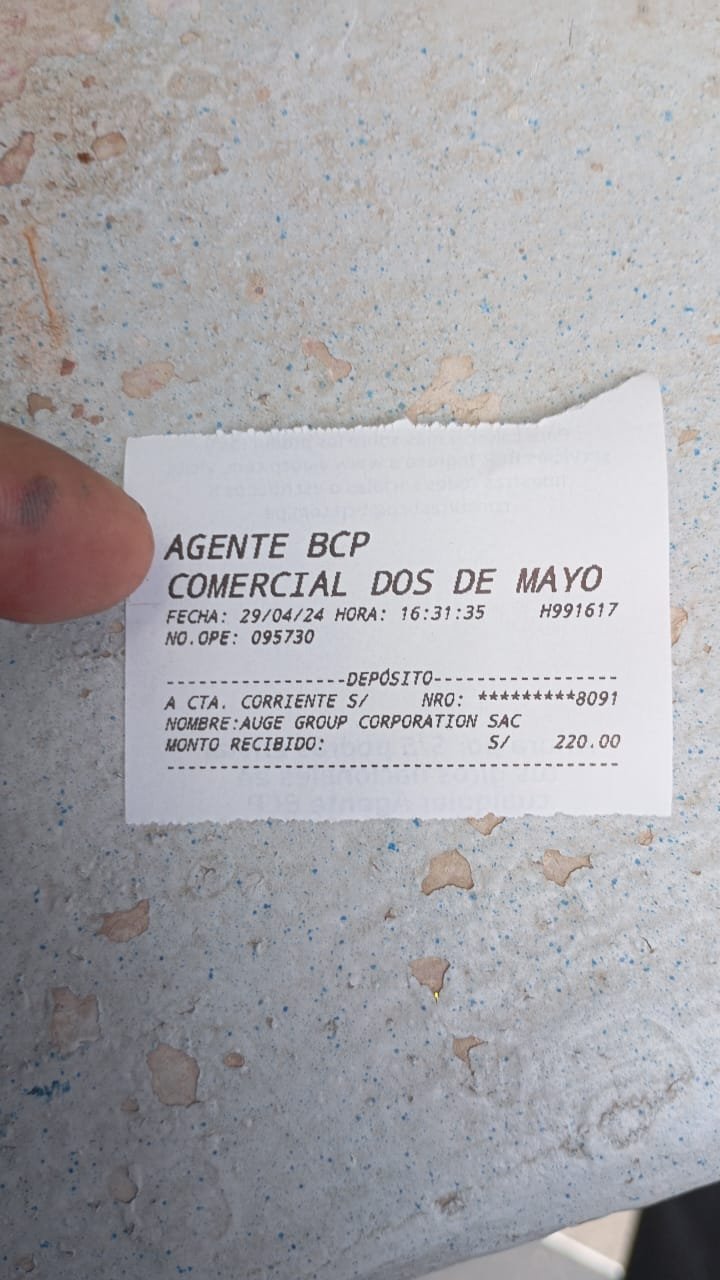 AGENTE BCP
COMERCIAL DOS DE MAYO
FECHA: 29/04/24 HORA: 16:31:35 H991617
NO.OPE: 095730
-----------------DEPÓSITO------------------
A CTA. CORRIENTE S/ NRO: *********8091
NOMBRE:AUGE GROUP CORPORATION SAC
MONTO RECIBIDO: S/ 220.00
-------------------------------------------